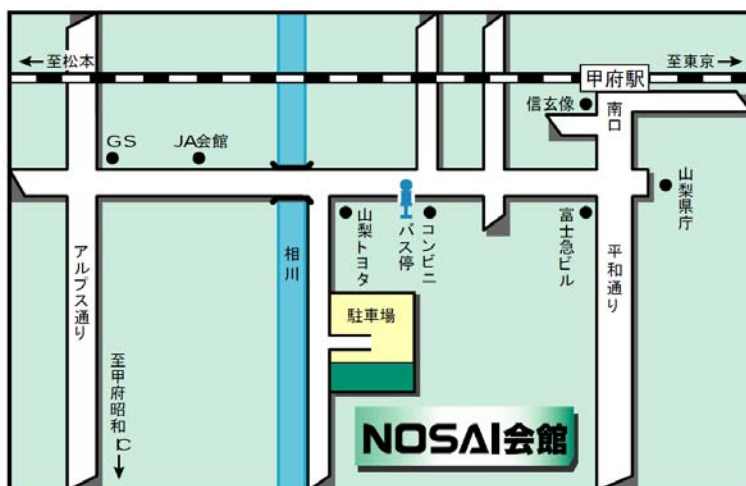 ←至松本
至東京→
甲府駅
信玄像
南口
GS
JA会館
山梨県庁
アルプス通り
相川
山梨トヨタ
バス停
コンビニ
富士急ビル
平和通り
駐車場
至甲府昭和IC→
NOSAI会館